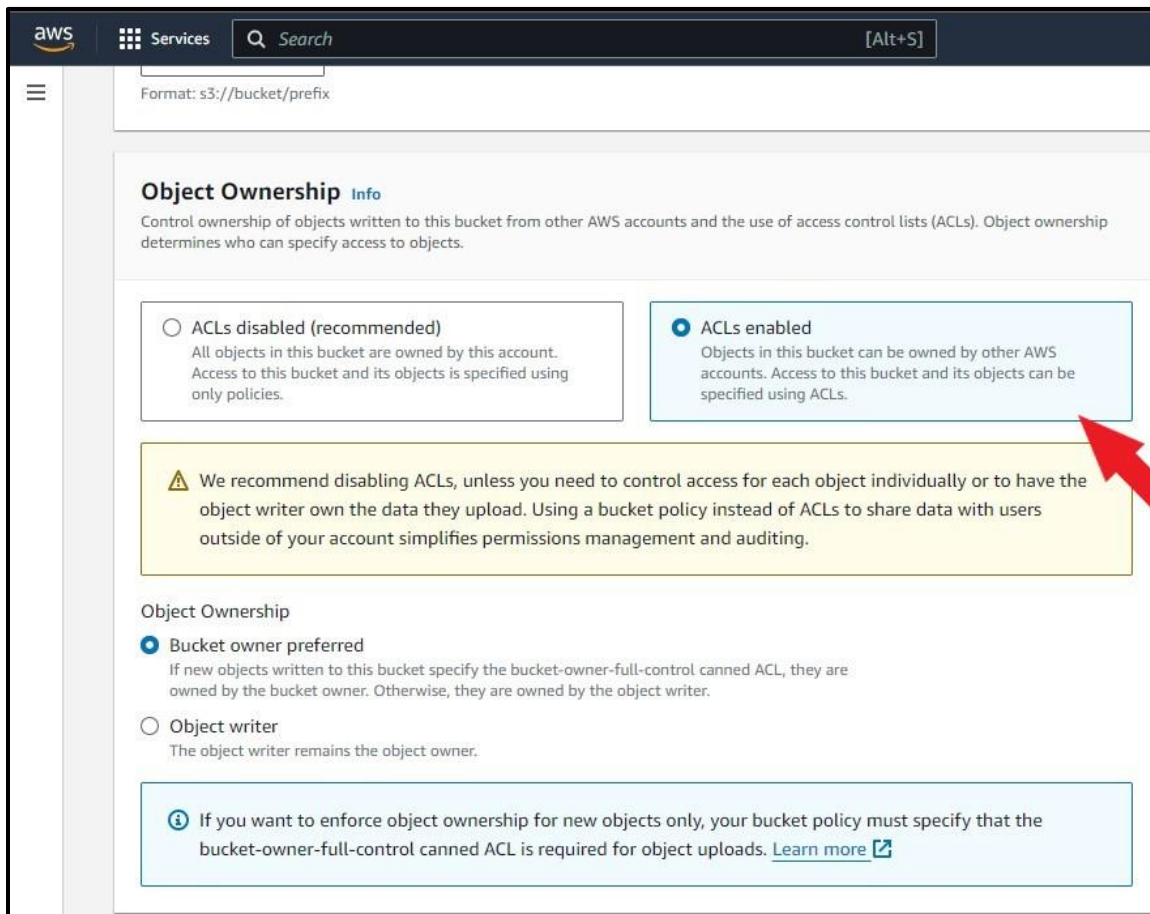 aws
Services
Search
[Alt+S]
Format: s3://bucket/prefix
Object Ownership Info
Control ownership of objects written to this bucket from other AWS accounts and the use of access control lists (ACLs). Object ownership
determines who can specify access to objects.
ACLs disabled (recommended)
All objects in this bucket are owned by this account.
Access to this bucket and its objects is specified using
only policies.
ACLs enabled
Objects in this bucket can be owned by other AWS
accounts. Access to this bucket and its objects can be
specified using ACLs.
We recommend disabling ACLs, unless you need to control access for each object individually or to have the
object writer own the data they upload. Using a bucket policy instead of ACLs to share data with users
outside of your account simplifies permissions management and auditing.
Object Ownership
Bucket owner preferred
If new objects written to this bucket specify the bucket-owner-full-control canned ACL, they are
owned by the bucket owner. Otherwise, they are owned by the object writer.
Object writer
The object writer remains the object owner.
If you want to enforce object ownership for new objects only, your bucket policy must specify that the
bucket-owner-full-control canned ACL is required for object uploads. Learn more